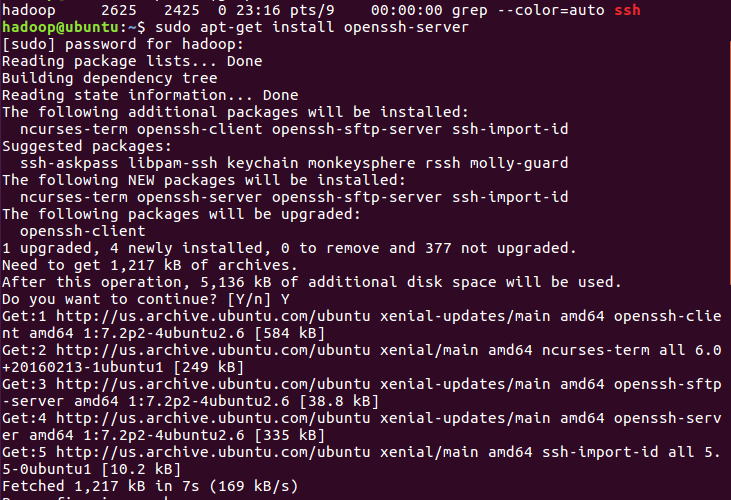 hadoop     2625   2425  0 23:16 pts/9    00:00:00 grep --color=auto ssh
hadoop@ubuntu:~$ sudo apt-get install openssh-server
[sudo] password for hadoop:
Reading package lists... Done
Building dependency tree
Reading state information... Done
The following additional packages will be installed:
  ncurses-term openssh-client openssh-sftp-server ssh-import-id
Suggested packages:
  ssh-askpass libpam-ssh keychain monkeysphere rssh molly-guard
The following NEW packages will be installed:
  ncurses-term openssh-server openssh-sftp-server ssh-import-id
The following packages will be upgraded:
  openssh-client
1 upgraded, 4 newly installed, 0 to remove and 377 not upgraded.
Need to get 1,217 kB of archives.
After this operation, 5,136 kB of additional disk space will be used.
Do you want to continue? [Y/n] Y
Get:1 http://us.archive.ubuntu.com/ubuntu xenial-updates/main amd64 openssh-clie
nt amd64 1:7.2p2-4ubuntu2.6 [584 kB]
Get:2 http://us.archive.ubuntu.com/ubuntu xenial/main amd64 ncurses-term all 6.0
+20160213-1ubuntu1 [249 kB]
Get:3 http://us.archive.ubuntu.com/ubuntu xenial-updates/main amd64 openssh-sftp
-server amd64 1:7.2p2-4ubuntu2.6 [38.8 kB]
Get:4 http://us.archive.ubuntu.com/ubuntu xenial-updates/main amd64 openssh-serv
er amd64 1:7.2p2-4ubuntu2.6 [335 kB]
Get:5 http://us.archive.ubuntu.com/ubuntu xenial/main amd64 ssh-import-id all 5.
5-0ubuntu1 [10.2 kB]
Fetched 1,217 kB in 7s (169 kB/s)